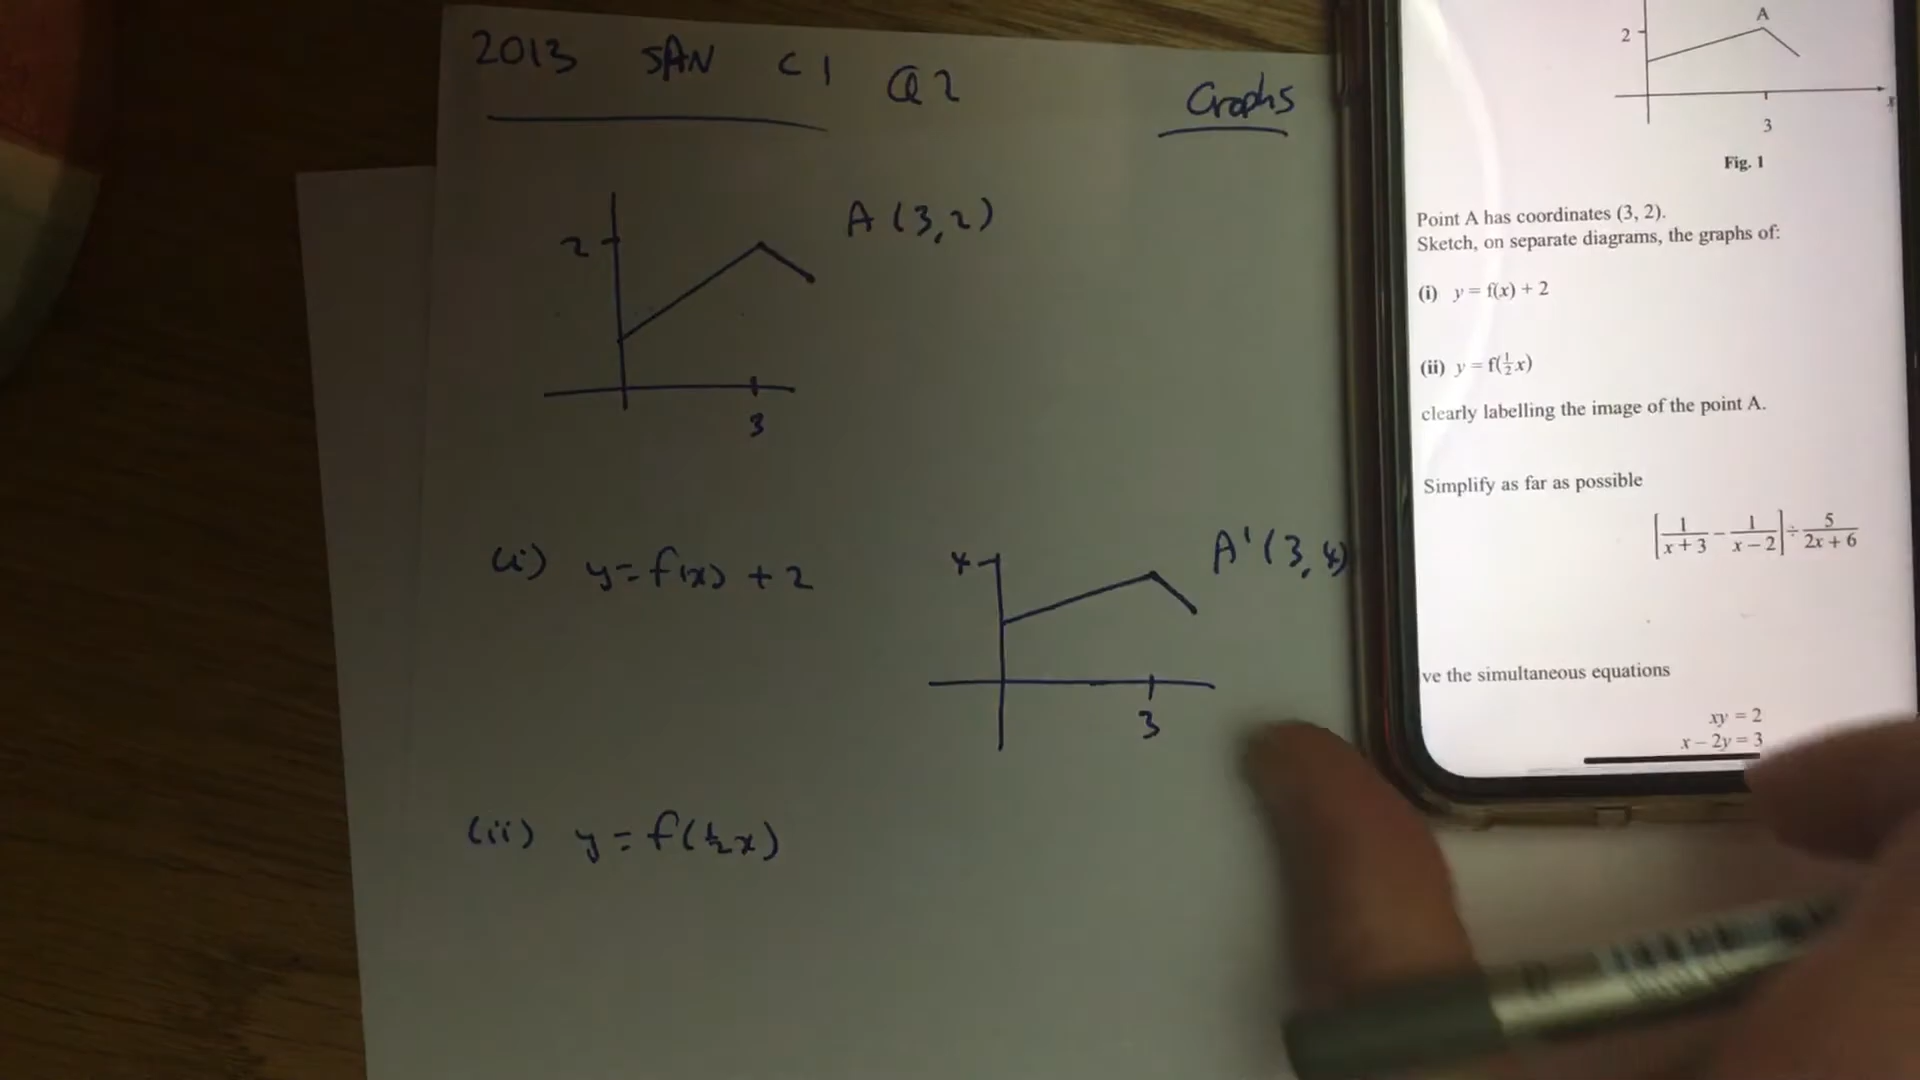 2013 JAN C1 Q2 Graphs
2
A (3,2)
3
(i) y=f(x) + 2
4
A'(3,4)
3
(ii) y = f(½x)
A
2
x
3
Fig. 1
Point A has coordinates (3, 2).
Sketch, on separate diagrams, the graphs of:
(i) y = f(x) + 2
(ii) y = f(½x)
clearly labelling the image of the point A.
Simplify as far as possible
[1/(x + 3) − 1/(x − 2)] ÷ 5/(2x + 6)
ve the simultaneous equations
xy = 2
x − 2y = 3